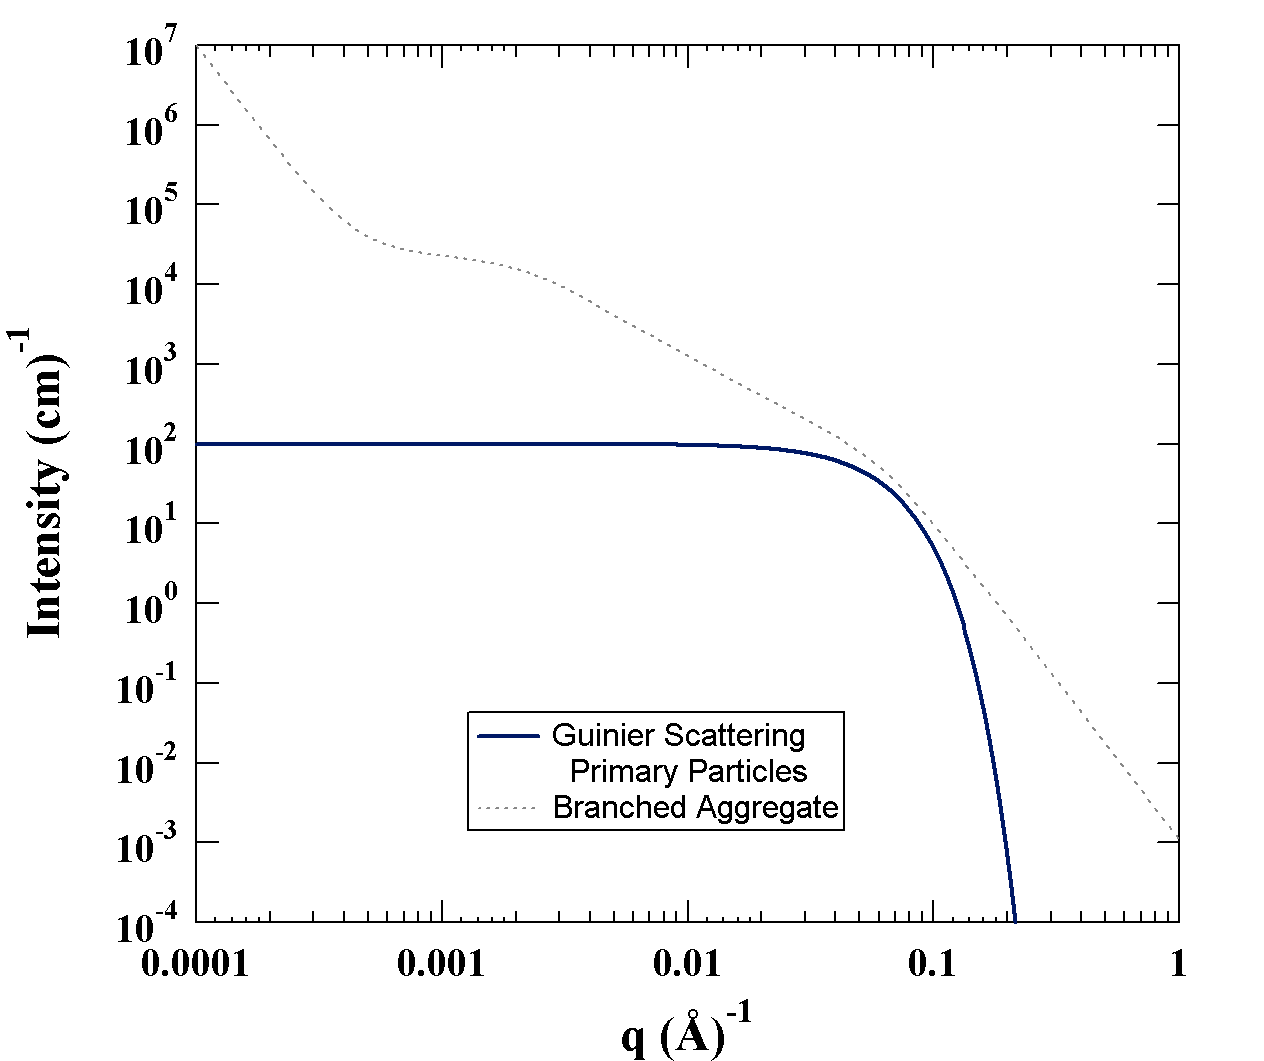 10^7
10^6
10^5
10^4
10^3
10^2
10^1
10^0
10^-1
10^-2
10^-3
10^-4
Intensity (cm)^-1
Guinier Scattering
Primary Particles
Branched Aggregate
0.0001 0.001 0.01 0.1 1
q (Å)^-1